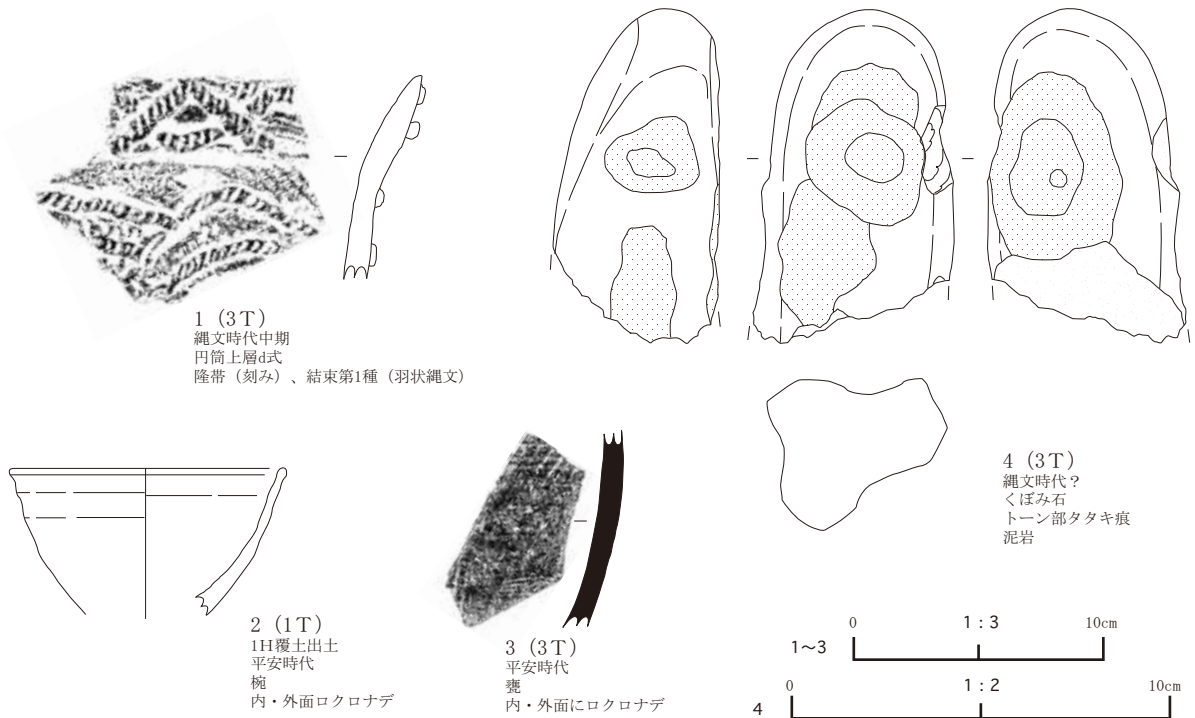 1（3T）
縄文時代中期
円筒上層d式
隆帯（刻み）、結束第1種（羽状縄文）
2（1T）
1H覆土出土
平安時代
椀
内・外面ロクロナデ
3（3T）
平安時代
甕
内・外面にロクロナデ
4（3T）
縄文時代？
くぼみ石
トーン部タタキ痕
泥岩
0 1：3 10cm
1～3
0 1：2 10cm
4